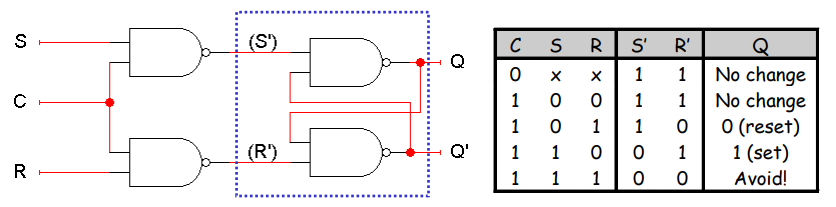 S
(S')
Q
C
R
(R')
Q'
C S R S' R' Q
0 x x 1 1 No change
1 0 0 1 1 No change
1 0 1 1 0 0 (reset)
1 1 0 0 1 1 (set)
1 1 1 0 0 Avoid!